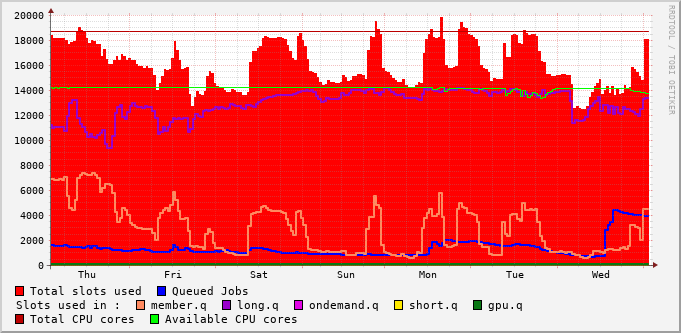 20000
18000
16000
14000
12000
10000
8000
6000
4000
2000
0
Thu Fri Sat Sun Mon Tue Wed
RRDTOOL / TOBI OETIKER
Total slots used Queued Jobs
Slots used in : member.q long.q ondemand.q short.q gpu.q
Total CPU cores Available CPU cores